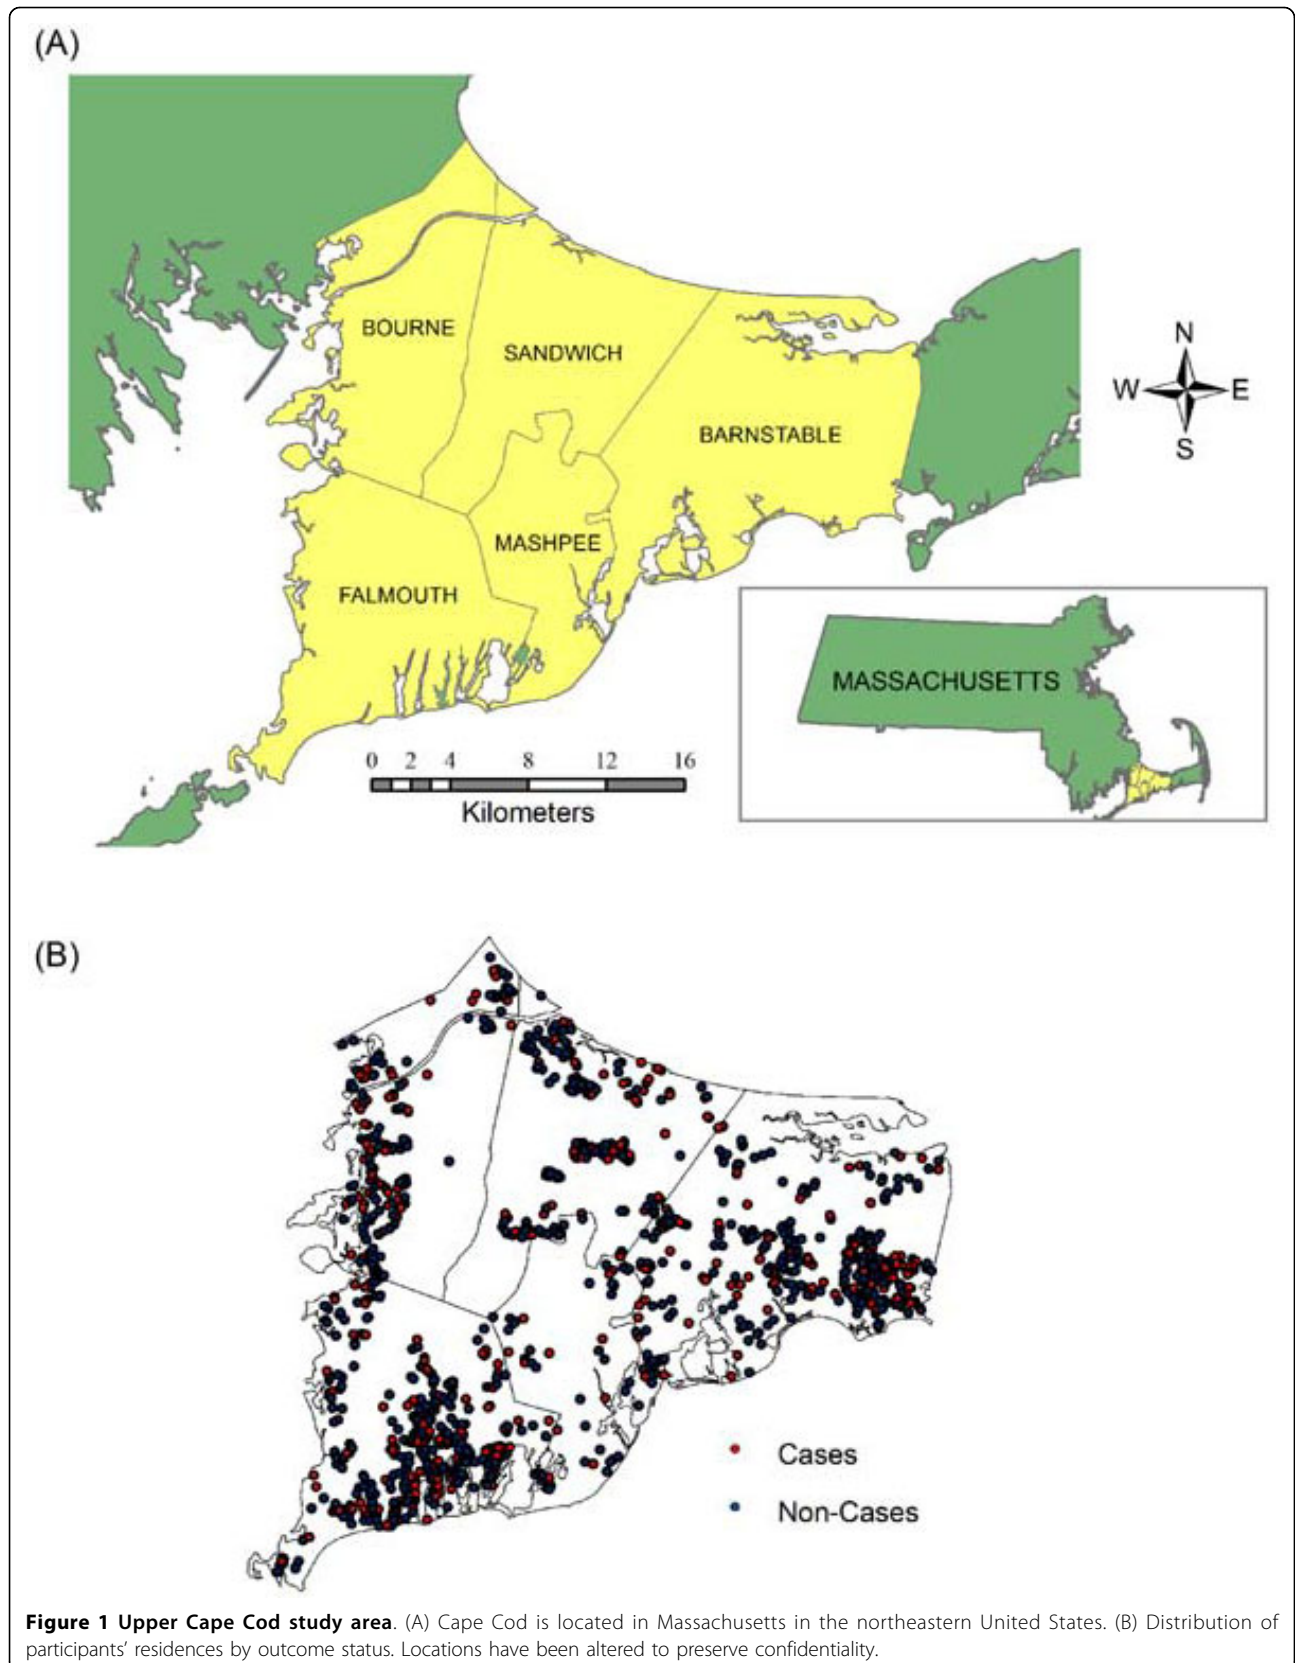 (A)
BOURNE
SANDWICH
BARNSTABLE
MASHPEE
FALMOUTH
N
W E
S
MASSACHUSETTS
0 2 4 8 12 16
Kilometers
(B)
Cases
Non-Cases
Figure 1 Upper Cape Cod study area. (A) Cape Cod is located in Massachusetts in the northeastern United States. (B) Distribution of
participants' residences by outcome status. Locations have been altered to preserve confidentiality.